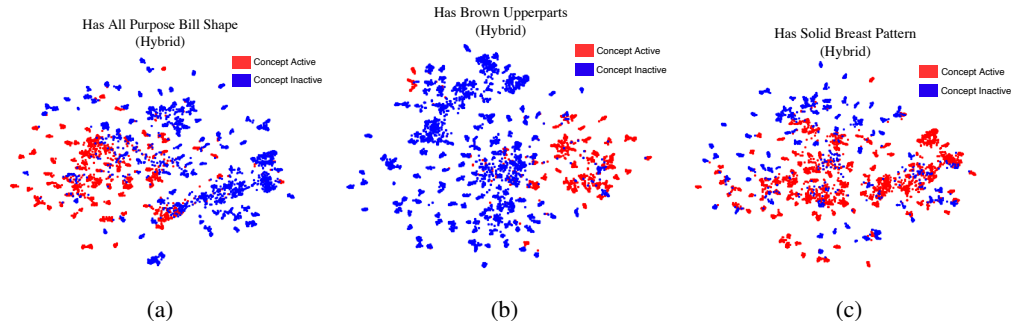 Has All Purpose Bill Shape
(Hybrid)
Concept Active
Concept Inactive
(a)
Has Brown Upperparts
(Hybrid)
Concept Active
Concept Inactive
(b)
Has Solid Breast Pattern
(Hybrid)
Concept Active
Concept Inactive
(c)